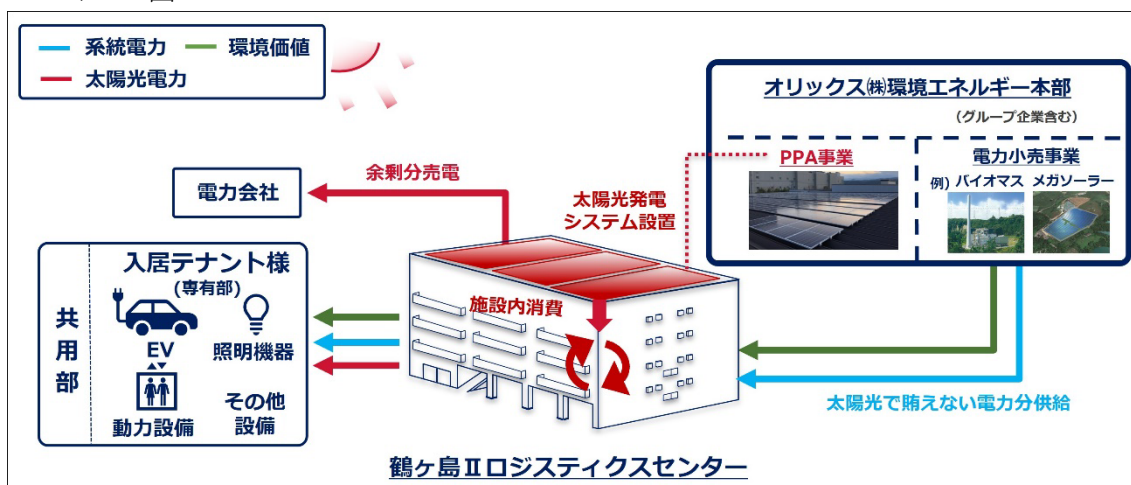 系統電力
環境価値
太陽光電力
オリックス㈱環境エネルギー本部
(グループ企業含む)
PPA事業
電力小売事業
例)バイオマス メガソーラー
余剰分売電
電力会社
太陽光発電
システム設置
入居テナント様
(専有部)
共用部
EV
照明機器
動力設備
その他
設備
施設内消費
太陽光で賄えない電力分供給
鶴ヶ島Ⅱロジスティクスセンター